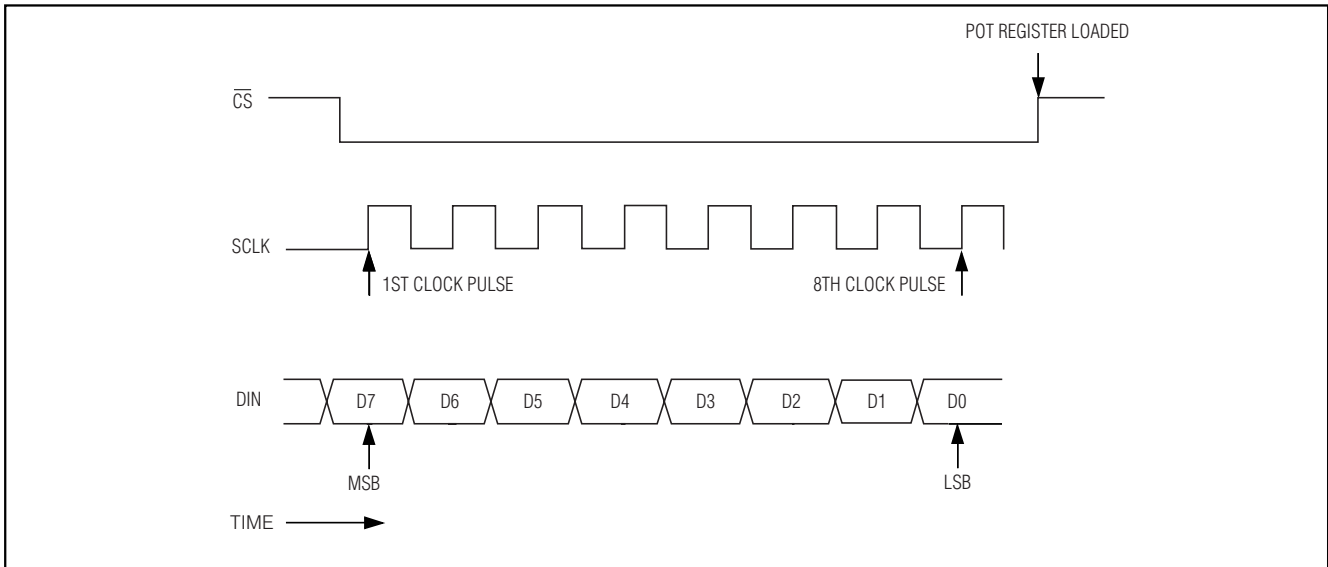 POT REGISTER LOADED
CS
SCLK
1ST CLOCK PULSE
8TH CLOCK PULSE
DIN
D7
D6
D5
D4
D3
D2
D1
D0
MSB
LSB
TIME